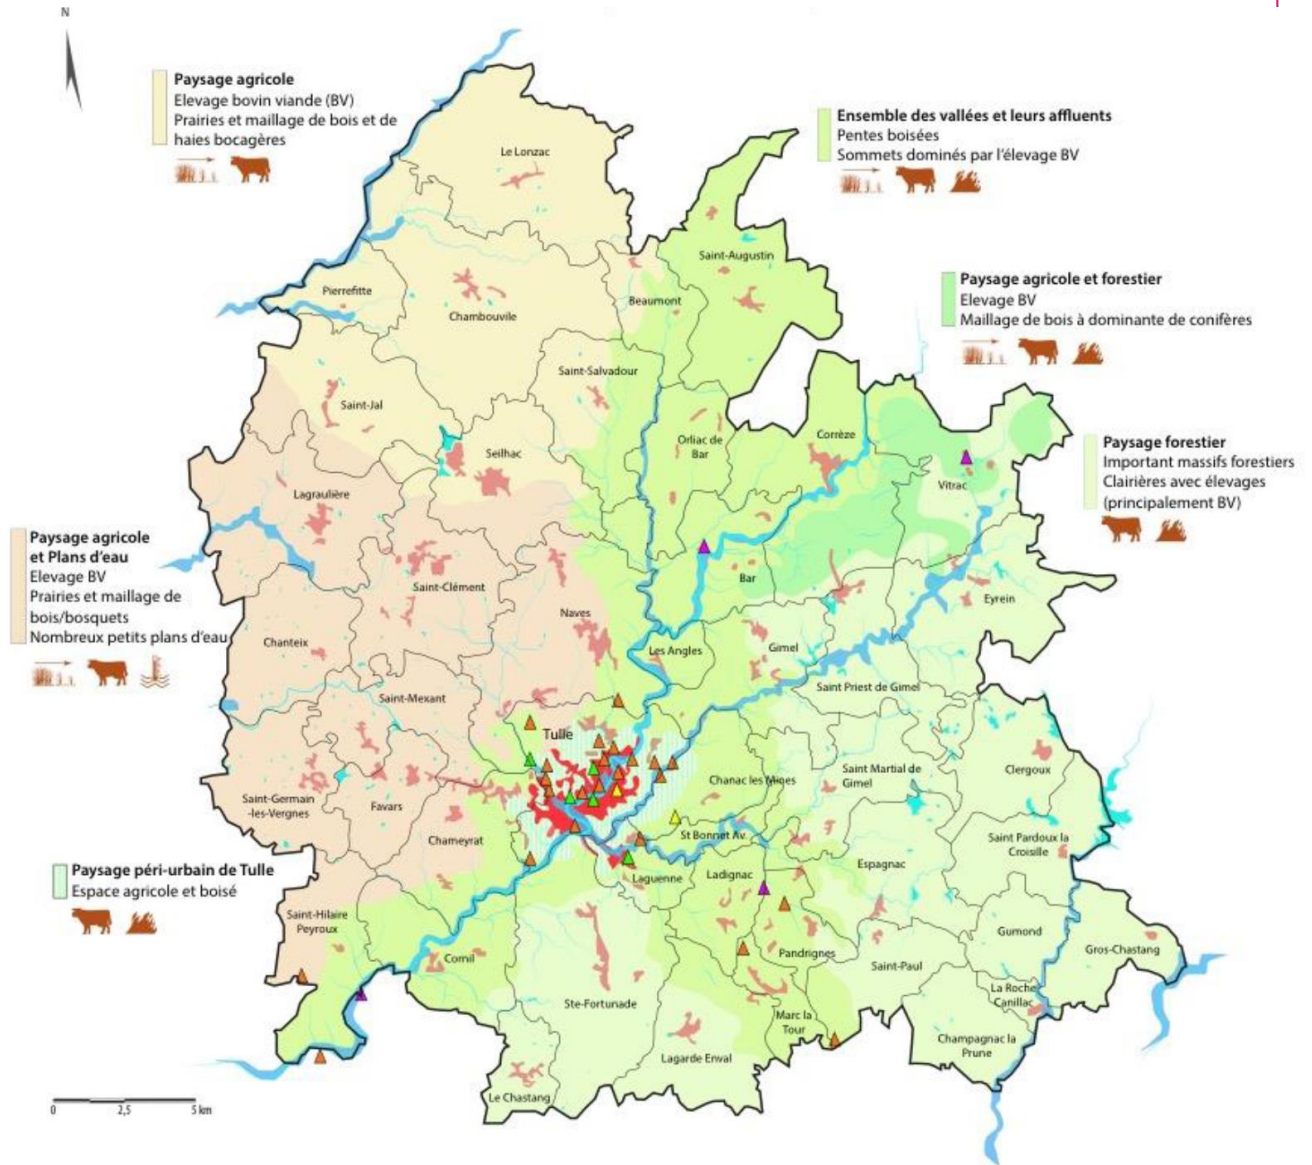 N
Paysage agricole
Elevage bovin viande (BV)
Prairies et maillage de bois et de
haies bocagères
Ensemble des vallées et leurs affluents
Pentes boisées
Sommets dominés par l'élevage BV
Paysage agricole et forestier
Elevage BV
Maillage de bois à dominante de conifères
Paysage forestier
Important massifs forestiers
Clairières avec élevages
(principalement BV)
Paysage agricole
et Plans d'eau
Elevage BV
Prairies et maillage de
bois/bosquets
Nombreux petits plans d'eau
Paysage péri-urbain de Tulle
Espace agricole et boisé
Le Lonzac
Saint-Augustin
Pierrefitte
Beaumont
Chambouvile
Saint-Salvadour
Saint-Jal
Corrèze
Orliac de
Bar
Seilhac
Vitrac
Lagraulière
Bar
Saint-Clément
Eyrein
Naves
Chanteix
Les Angles
Gimel
Saint Priest de Gimel
Saint-Mexant
Tulle
Clergoux
Saint Martial de
Gimel
Chanac les Mines
Saint-Germain
-les-Vergnes
Favars
Chameyrat
St Bonnet Av.
Saint Pardoux la
Croisille
Espagnac
Laguenne
Ladignac
Saint-Hilaire
Peyroux
Gumond
Gros-Chastang
Pandrignes
Cornil
Saint-Paul
La Roche
Canillac
Ste-Fortunade
Marc la
Tour
Champagnac la
Prune
Lagarde Enval
Le Chastang
0 2,5 5 km